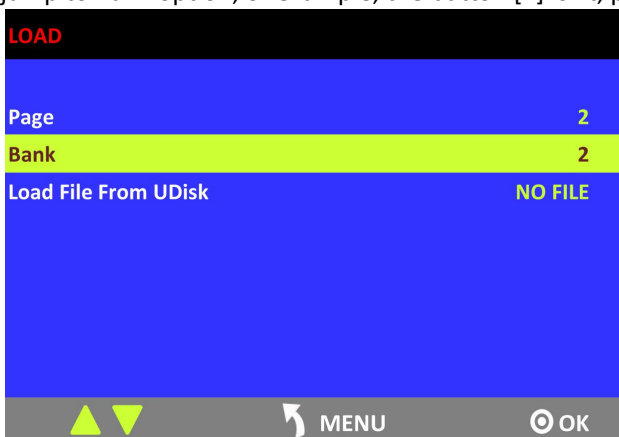 LOAD
Page 2
Bank 2
Load File From UDisk NO FILE
MENU OK